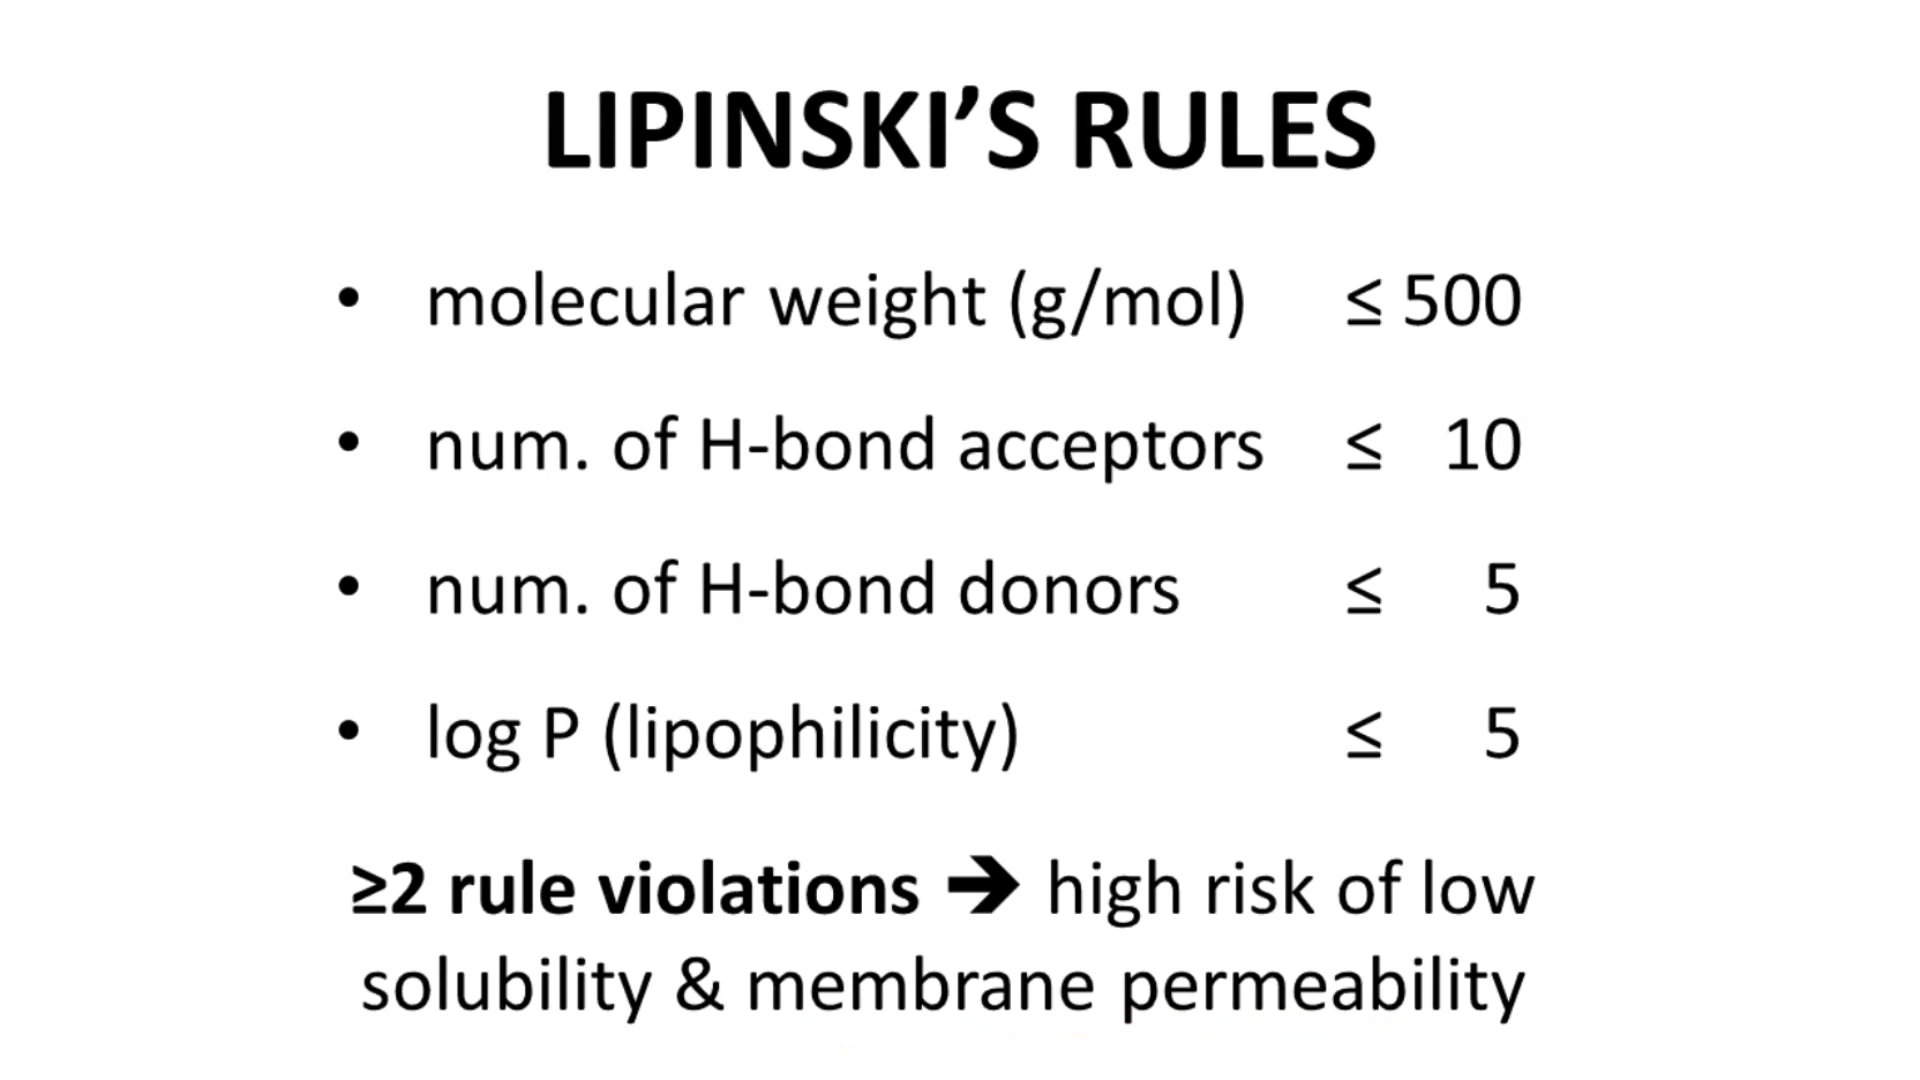 LIPINSKI’S RULES
• molecular weight (g/mol) ≤ 500
• num. of H-bond acceptors ≤ 10
• num. of H-bond donors ≤ 5
• log P (lipophilicity) ≤ 5
≥2 rule violations ➔ high risk of low
solubility & membrane permeability